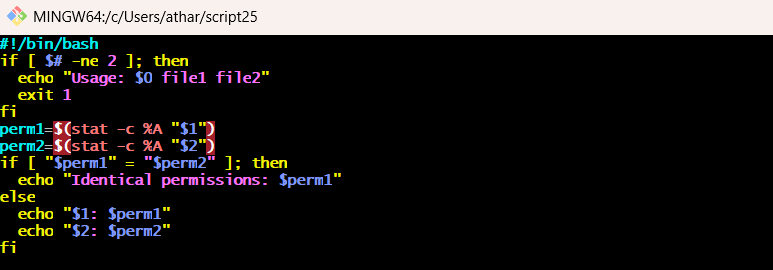 MINGW64:/c/Users/athar/script25
#!/bin/bash
if [ $# -ne 2 ]; then
  echo "Usage: $0 file1 file2"
  exit 1
fi
perm1=$(stat -c %A "$1")
perm2=$(stat -c %A "$2")
if [ "$perm1" = "$perm2" ]; then
  echo "Identical permissions: $perm1"
else
  echo "$1: $perm1"
  echo "$2: $perm2"
fi